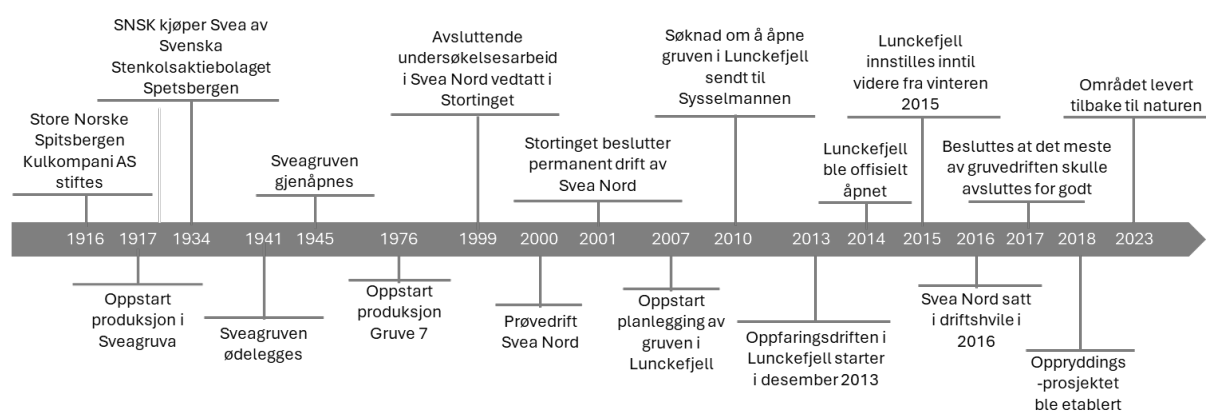 Store Norske
Spitsbergen
Kulkompani AS
stiftes
SNSK kjøper Svea av
Svenska
Stenkolsaktiebolaget
Spetsbergen
Sveagruven
gjenåpnes
Avsluttende
undersøkelsesarbeid
i Svea Nord vedtatt i
Stortinget
Stortinget beslutter
permanent drift av
Svea Nord
Søknad om å åpne
gruven i Lunckefjell
sendt til
Sysselmannen
Lunckefjell
ble offisielt
åpnet
Lunckefjell
innstilles inntil
videre fra vinteren
2015
Besluttes at det meste
av gruvedriften skulle
avsluttes for godt
Området levert
tilbake til naturen
1916 1917 1934 1941 1945 1976 1999 2000 2001 2007 2010 2013 2014 2015 2016 2017 2018 2023
Oppstart
produksjon i
Sveagruva
Sveagruven
ødelegges
Oppstart
produksjon
Gruve 7
Prøvedrift
Svea Nord
Oppstart
planlegging av
gruven i
Lunckefjell
Oppfaringsdriften i
Lunckefjell starter
i desember 2013
Svea Nord satt
i driftshvile i
2016
Oppryddings
-prosjektet
ble etablert